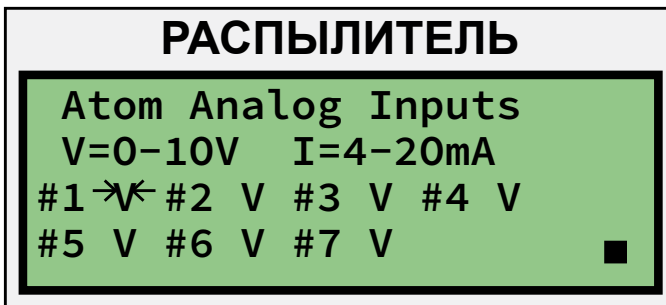 РАСПЫЛИТЕЛЬ
Atom Analog Inputs
V=0-10V I=4-20mA
#1 →V← #2 V #3 V #4 V
#5 V #6 V #7 V